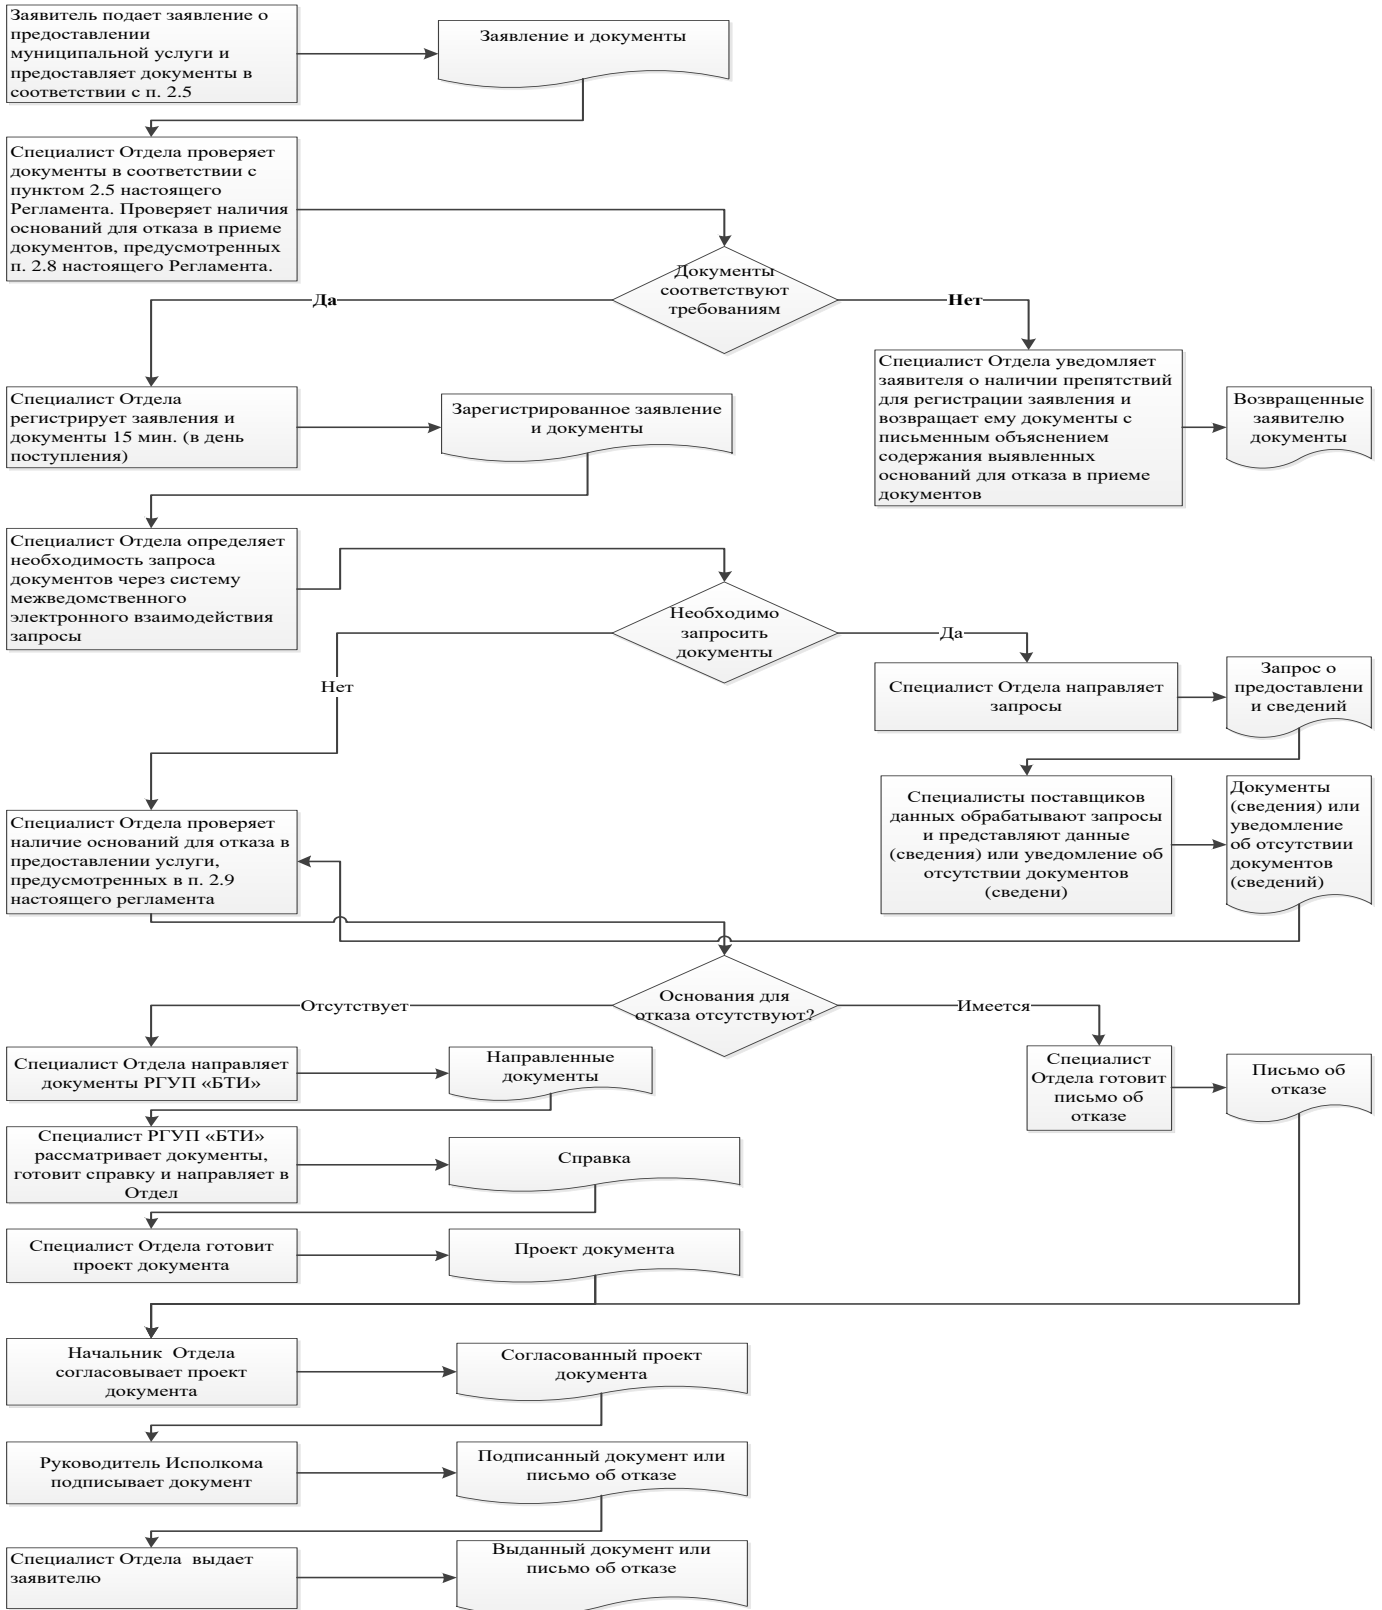 Заявитель подает заявление о
предоставлении
муниципальной услуги и
предоставляет документы в
соответствии с п. 2.5
Заявление и документы
Специалист Отдела проверяет
документы в соответствии с
пунктом 2.5 настоящего
Регламента. Проверяет наличия
оснований для отказа в приеме
документов, предусмотренных
п. 2.8 настоящего Регламента.
Документы
соответствуют
требованиям
Да
Нет
Специалист Отдела
регистрирует заявления и
документы 15 мин. (в день
поступления)
Зарегистрированное заявление
и документы
Специалист Отдела уведомляет
заявителя о наличии препятствий
для регистрации заявления и
возвращает ему документы с
письменным объяснением
содержания выявленных
оснований для отказа в приеме
документов
Возвращенные
заявителю
документы
Специалист Отдела определяет
необходимость запроса
документов через систему
межведомственного
электронного взаимодействия
запросы
Необходимо
запросить
документы
Да
Нет
Специалист Отдела направляет
запросы
Запрос о
предоставлени
и сведений
Специалисты поставщиков
данных обрабатывают запросы
и представляют данные
(сведения) или уведомление об
отсутствии документов
(сведени)
Документы
(сведения) или
уведомление
об отсутствии
документов
(сведений)
Специалист Отдела проверяет
наличие оснований для отказа в
предоставлении услуги,
предусмотренных в п. 2.9
настоящего регламента
Основания для
отказа отсутствуют?
Отсутствует
Имеется
Специалист Отдела направляет
документы РГУП «БТИ»
Направленные
документы
Специалист
Отдела готовит
письмо об
отказе
Письмо об
отказе
Специалист РГУП «БТИ»
рассматривает документы,
готовит справку и направляет в
Отдел
Справка
Специалист Отдела готовит
проект документа
Проект документа
Начальник  Отдела
согласовывает проект
документа
Согласованный проект
документа
Руководитель Исполкома
подписывает документ
Подписанный документ или
письмо об отказе
Специалист Отдела  выдает
заявителю
Выданный документ или
письмо об отказе